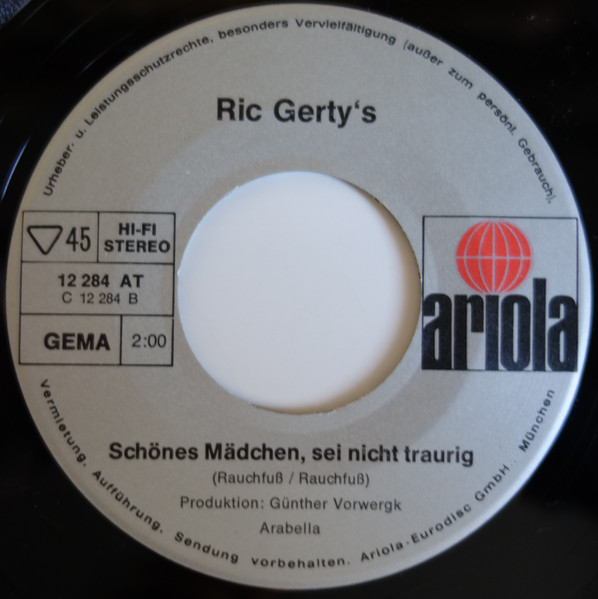 Urheber- u. Leistungsschutzrechte, besonders Vervielfältigung (außer zum persönl. Gebrauch),
Ric Gerty's
45
HI-FI
STEREO
12 284 AT
C 12 284 B
GEMA
2:00
ariola
Schönes Mädchen, sei nicht traurig
(Rauchfuß / Rauchfuß)
Produktion: Günther Vorwergk
Arabella
Vermietung, Aufführung, Sendung vorbehalten. Ariola-Eurodisc GmbH. München